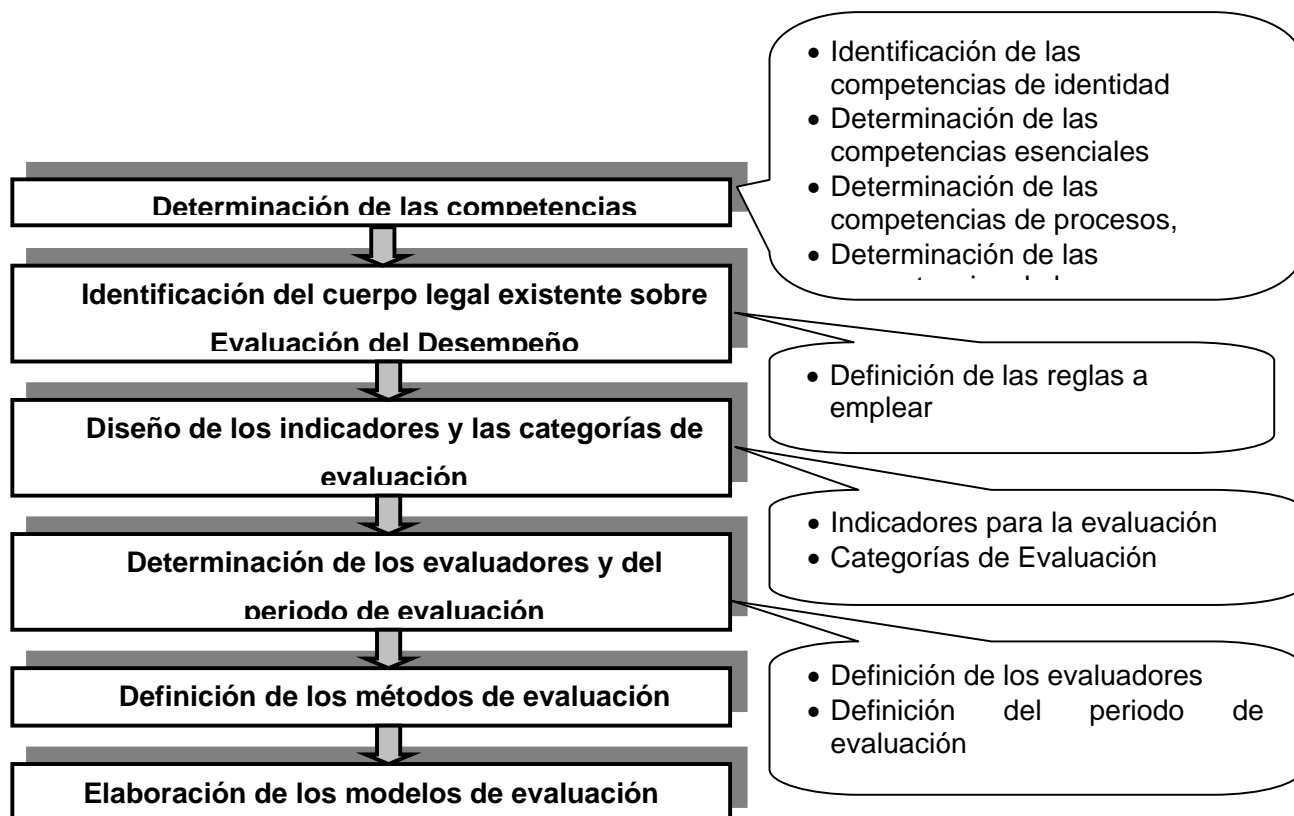 Determinación de las competencias
Identificación del cuerpo legal existente sobre
Evaluación del Desempeño
Diseño de los indicadores y las categorías de
evaluación
Determinación de los evaluadores y del
periodo de evaluación
Definición de los métodos de evaluación
Elaboración de los modelos de evaluación
• Identificación de las
competencias de identidad
• Determinación de las
competencias esenciales
• Determinación de las
competencias de procesos,
• Determinación de las
• Definición de las reglas a
emplear
• Indicadores para la evaluación
• Categorías de Evaluación
• Definición de los evaluadores
• Definición del periodo de
evaluación